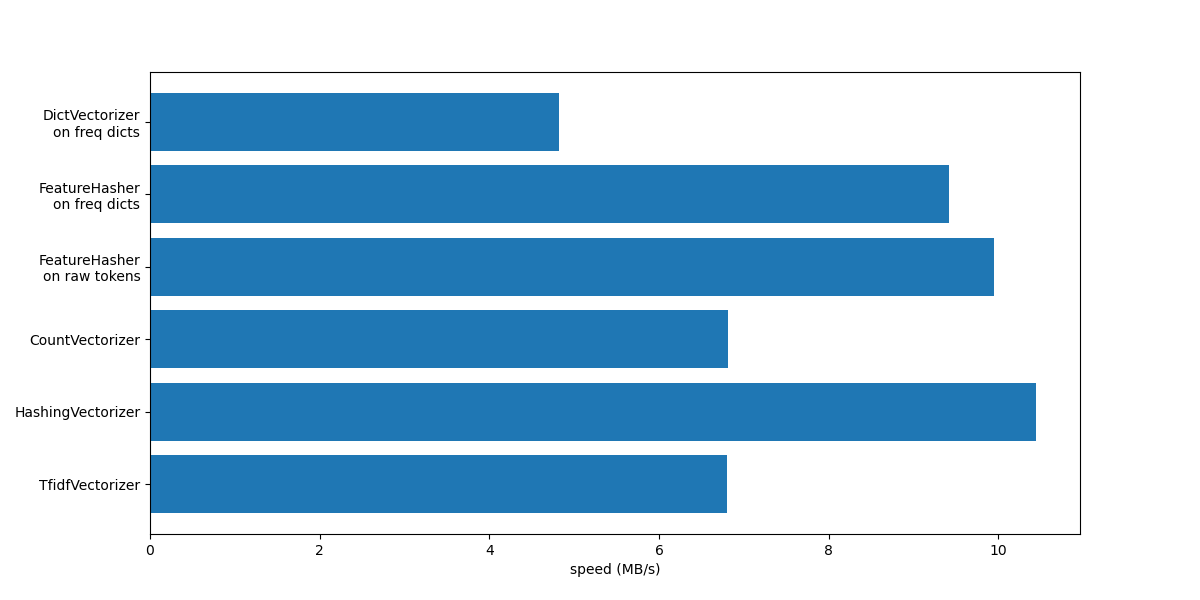 DictVectorizer
on freq dicts
FeatureHasher
on freq dicts
FeatureHasher
on raw tokens
CountVectorizer
HashingVectorizer
TfidfVectorizer
0 2 4 6 8 10
speed (MB/s)